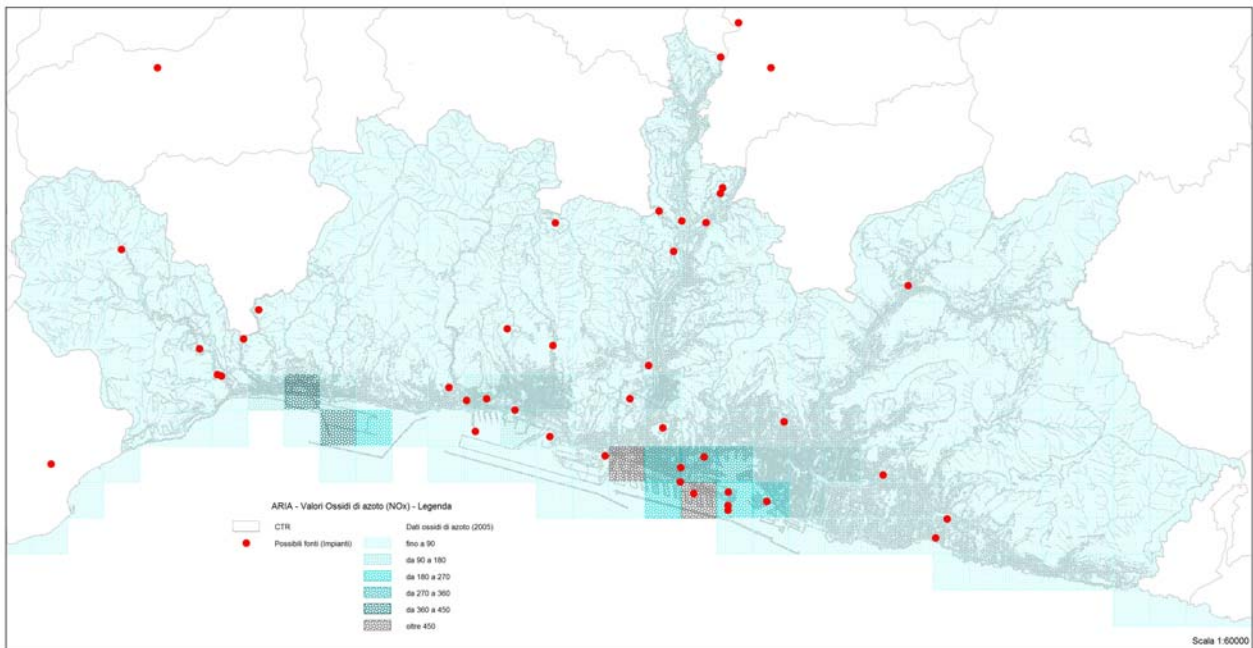 ARIA - Valori Ossidi di azoto (NOx) - Legenda
CTR
Dati ossidi di azoto (2005)
Possibili fonti (Impianti)
fino a 90
da 90 a 180
da 180 a 270
da 270 a 360
da 360 a 450
oltre 450
Scala 1:60000